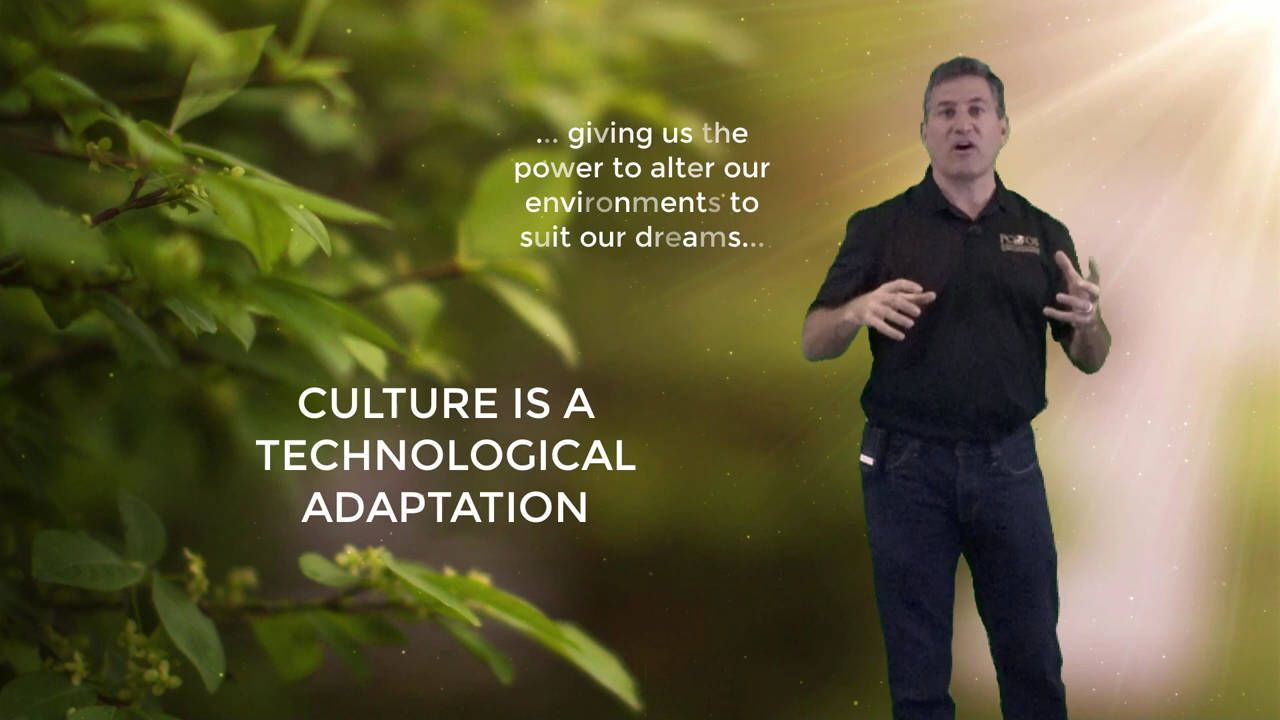 ... giving us the
power to alter our
environments to
suit our dreams...
CULTURE IS A
TECHNOLOGICAL
ADAPTATION